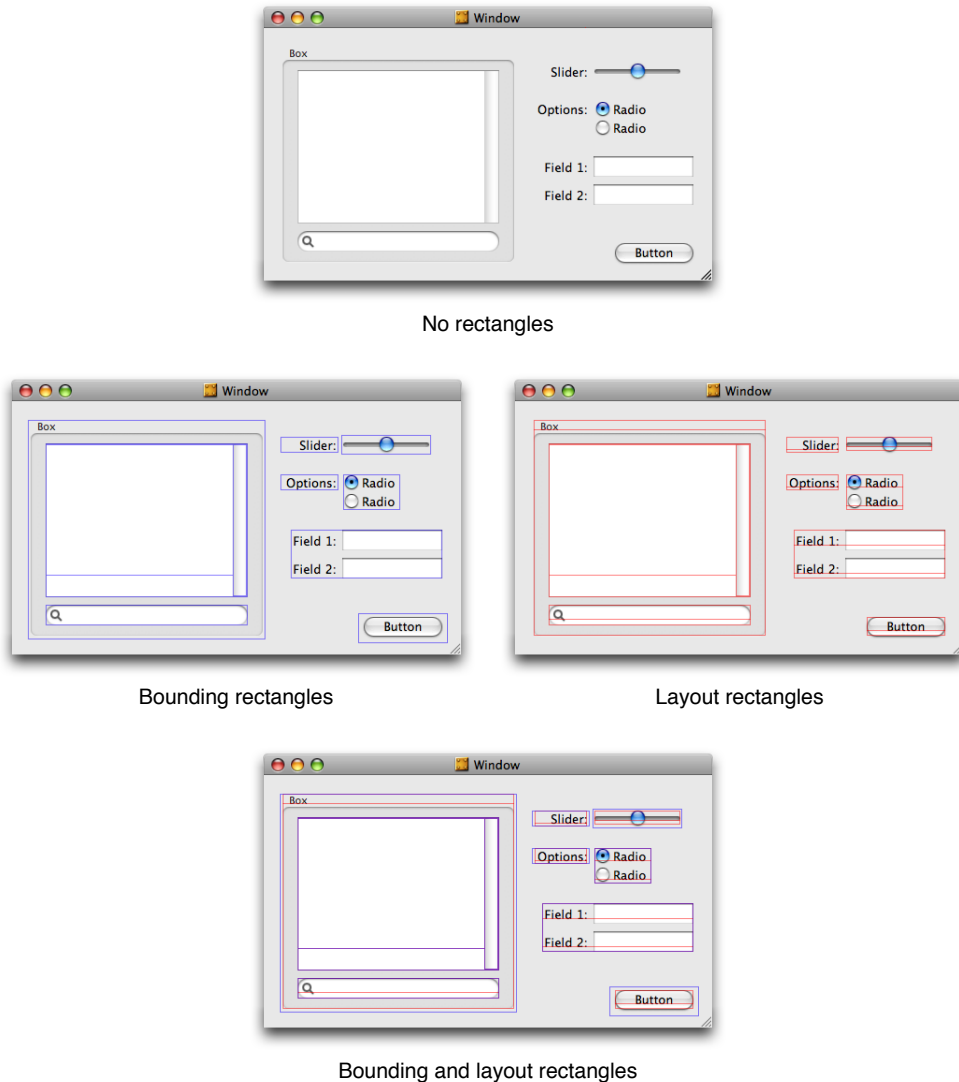 Window
Box
Slider:
Options: Radio
Radio
Field 1:
Field 2:
Button
No rectangles
Window
Box
Slider:
Options: Radio
Radio
Field 1:
Field 2:
Button
Bounding rectangles
Window
Box
Slider:
Options: Radio
Radio
Field 1:
Field 2:
Button
Layout rectangles
Window
Box
Slider:
Options: Radio
Radio
Field 1:
Field 2:
Button
Bounding and layout rectangles